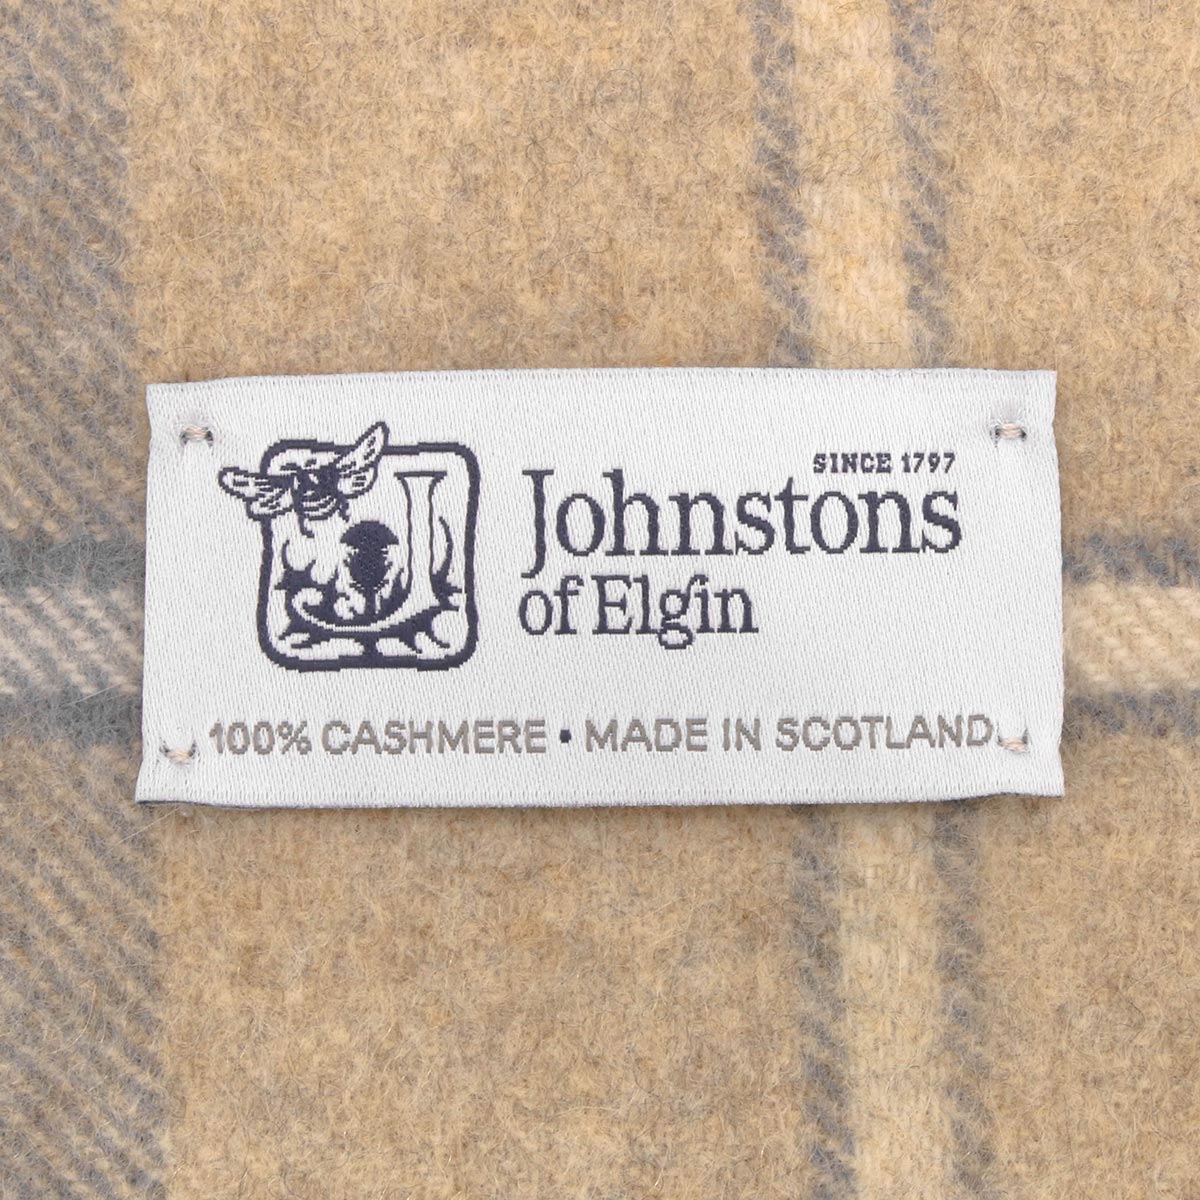 SINCE 1797
Johnstons
of Elgin
100% CASHMERE • MADE IN SCOTLAND